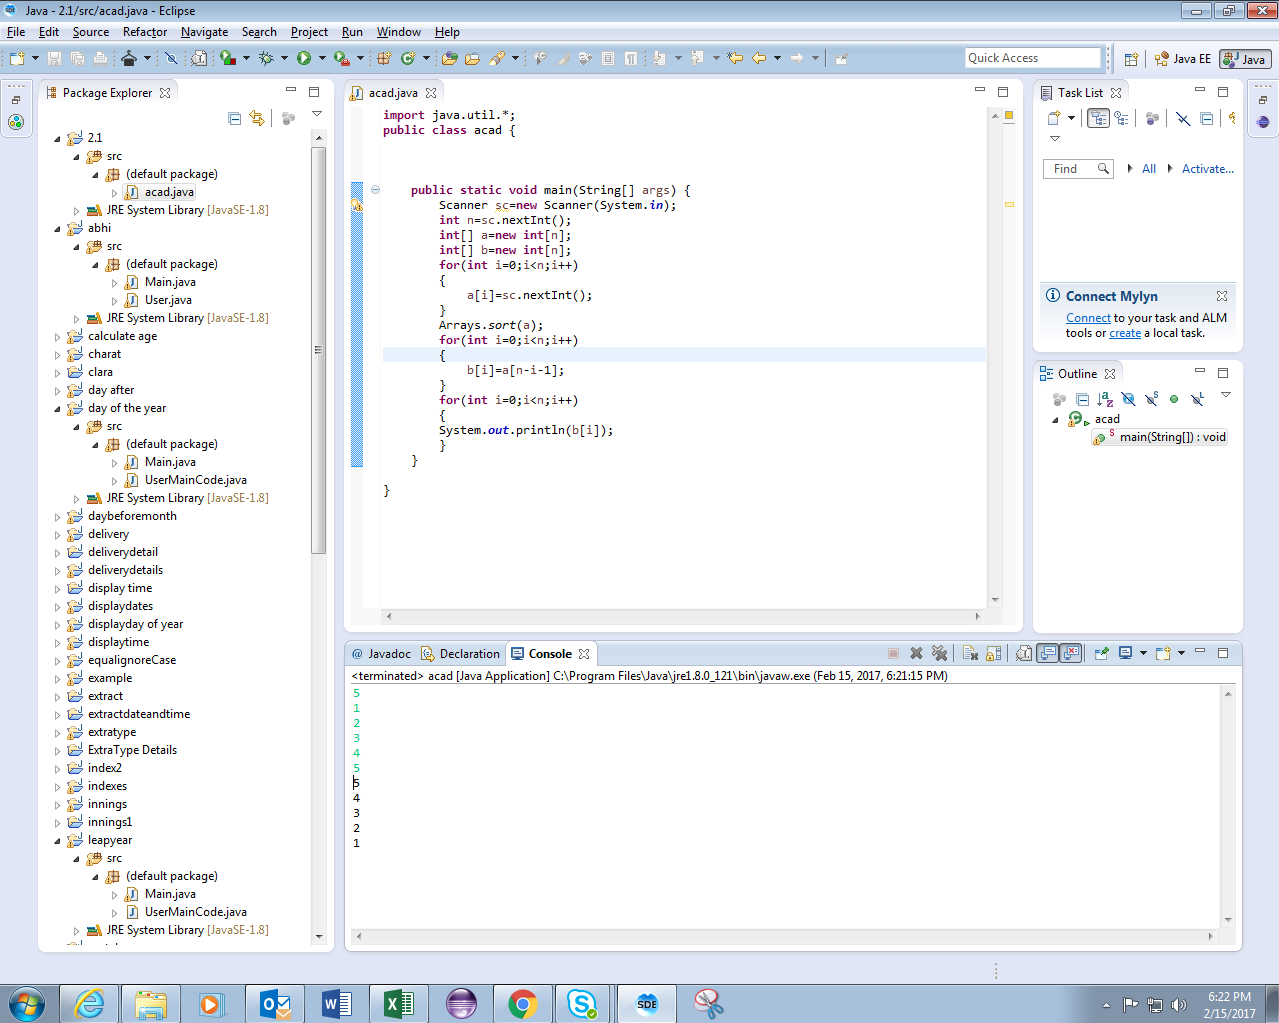 Java - 2.1/src/acad.java - Eclipse
File Edit Source Refactor Navigate Search Project Run Window Help
Quick Access
Java EE
Java
Package Explorer
2.1
src
(default package)
acad.java
JRE System Library [JavaSE-1.8]
abhi
src
(default package)
Main.java
User.java
JRE System Library [JavaSE-1.8]
calculate age
charat
clara
day after
day of the year
src
(default package)
Main.java
UserMainCode.java
JRE System Library [JavaSE-1.8]
daybeforemonth
delivery
deliverydetail
deliverydetails
display time
displaydates
displayday of year
displaytime
equalignoreCase
example
extract
extractdateandtime
extratype
ExtraType Details
index2
indexes
innings
innings1
leapyear
src
(default package)
Main.java
UserMainCode.java
JRE System Library [JavaSE-1.8]
acad.java
import java.util.*;
public class acad {
public static void main(String[] args) {
Scanner sc=new Scanner(System.in);
int n=sc.nextInt();
int[] a=new int[n];
int[] b=new int[n];
for(int i=0;i<n;i++)
{
a[i]=sc.nextInt();
}
Arrays.sort(a);
for(int i=0;i<n;i++)
{
b[i]=a[n-i-1];
}
for(int i=0;i<n;i++)
{
System.out.println(b[i]);
}
}
}
Task List
Find
All
Activate...
Connect Mylyn
Connect to your task and ALM
tools or create a local task.
Outline
acad
main(String[]) : void
@ Javadoc
Declaration
Console
<terminated> acad [Java Application] C:\Program Files\Java\jre1.8.0_121\bin\javaw.exe (Feb 15, 2017, 6:21:15 PM)
5
1
2
3
4
5
5
4
3
2
1
SDE
6:22 PM
2/15/2017